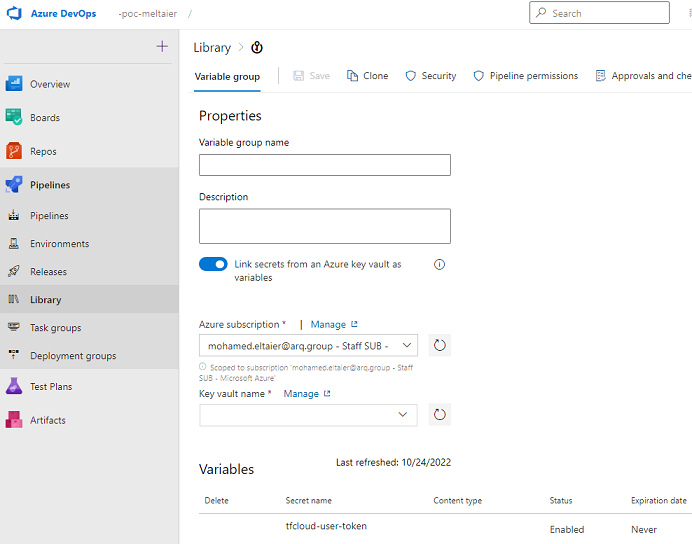 Azure DevOps -poc-meltaier / Search
Library >
Variable group Save Clone Security Pipeline permissions Approvals and che
Overview
Boards
Repos
Pipelines
Pipelines
Environments
Releases
Library
Task groups
Deployment groups
Test Plans
Artifacts
Properties
Variable group name
Description
Link secrets from an Azure key vault as
variables
Azure subscription * | Manage
mohamed.eltaier@arq.group - Staff SUB -
Scoped to subscription 'mohamed.eltaier@arq.group - Staff
SUB - Microsoft Azure'
Key vault name * Manage
Variables Last refreshed: 10/24/2022
Delete Secret name Content type Status Expiration date
tfcloud-user-token Enabled Never